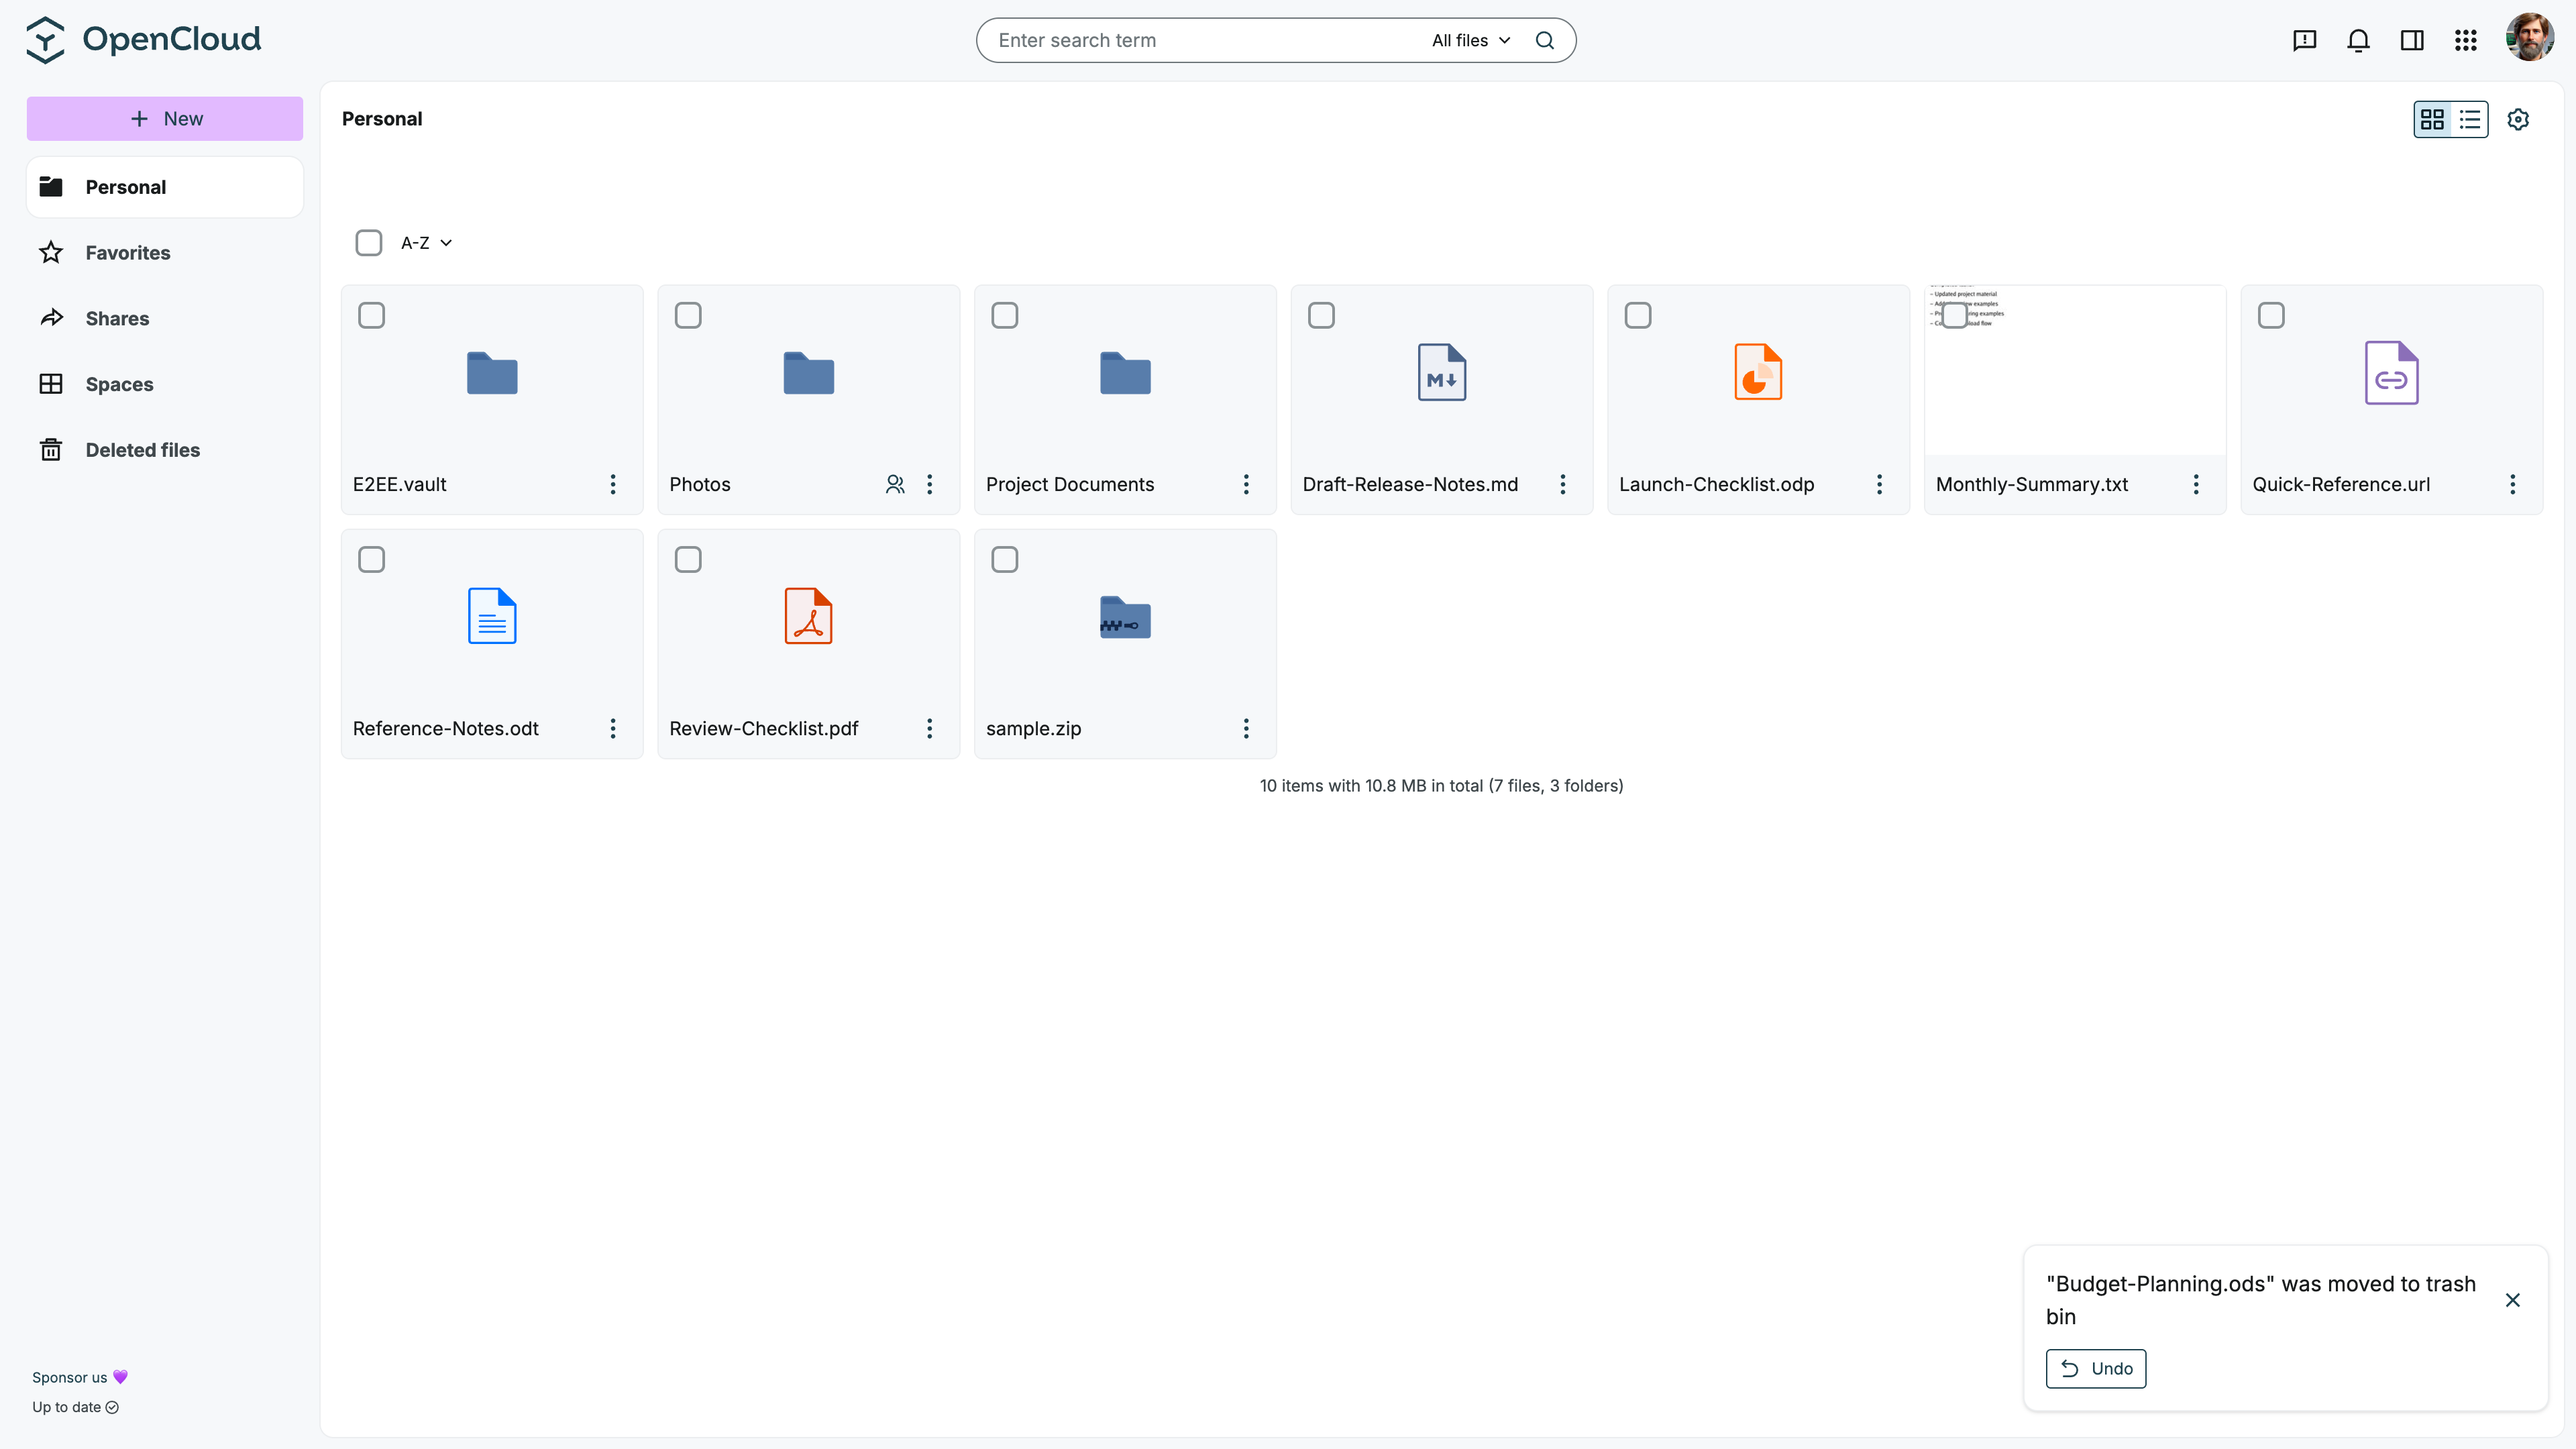 OpenCloud
Enter search term
All files
New
Personal
Favorites
Shares
Spaces
Deleted files
Personal
A-Z
E2EE.vault
Photos
Project Documents
M
Draft-Release-Notes.md
Launch-Checklist.odp
- Updated project material
Monthly-Summary.txt
Quick-Reference.url
Reference-Notes.odt
Review-Checklist.pdf
sample.zip
10 items with 10.8 MB in total (7 files, 3 folders)
"Budget-Planning.ods" was moved to trash
bin
Undo
Sponsor us 💜
Up to date